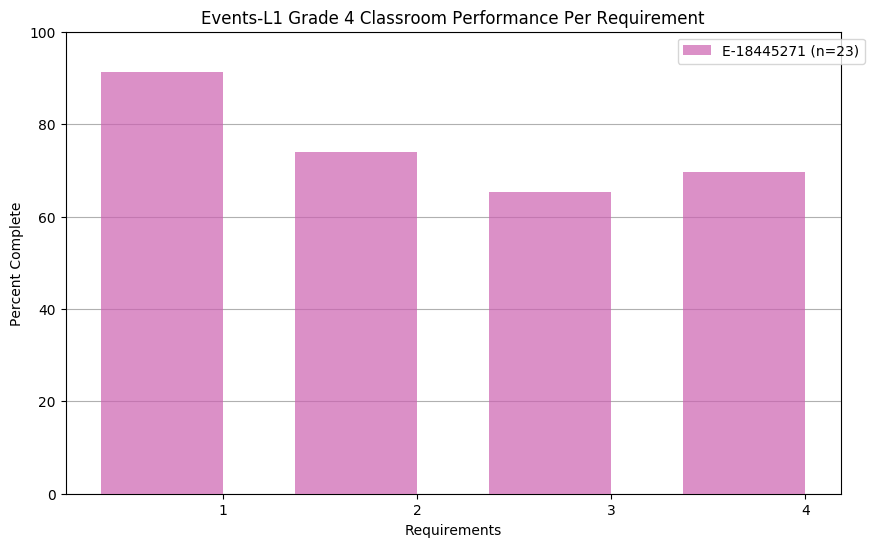 Events-L1 Grade 4 Classroom Performance Per Requirement
E-18445271 (n=23)
Percent Complete
100
80
60
40
20
0
1 2 3 4
Requirements